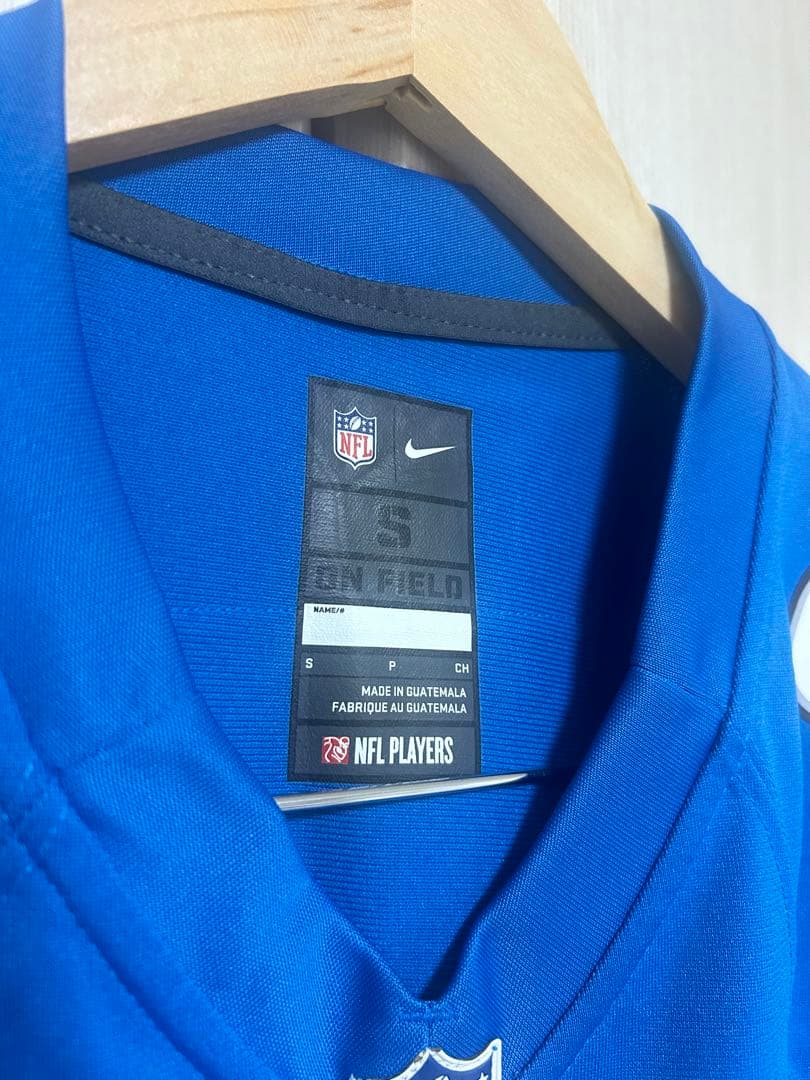 NFL
S
ON FIELD
NAME/#
S P CH
MADE IN GUATEMALA
FABRIQUE AU GUATEMALA
NFL PLAYERS